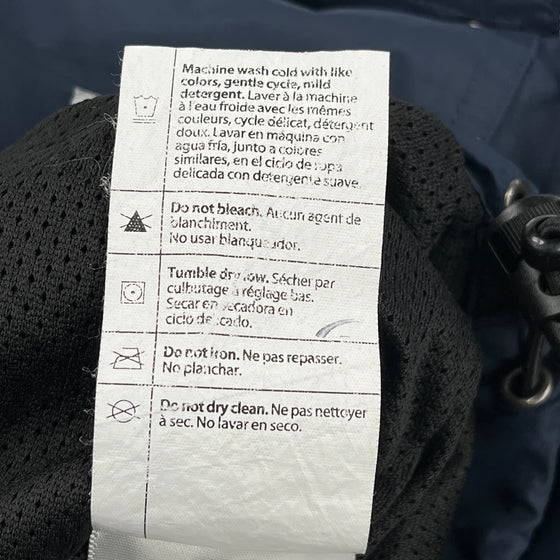 Machine wash cold with like
colors, gentle cycle, mild
detergent. Laver à la machine
à l'eau froide avec les mêmes
couleurs, cycle délicat, détergent
doux. Lavar en máquina con
agua fría, junto a colores
similares, en el ciclo de ropa
delicada con detergente suave.
Do not bleach. Aucun agent de
blanchiment.
No usar blanqueador.
Tumble dry low. Sécher par
culbutage à réglage bas.
Secar en secadora en
ciclo delicado.
Do not iron. Ne pas repasser.
No planchar.
Do not dry clean. Ne pas nettoyer
à sec. No lavar en seco.